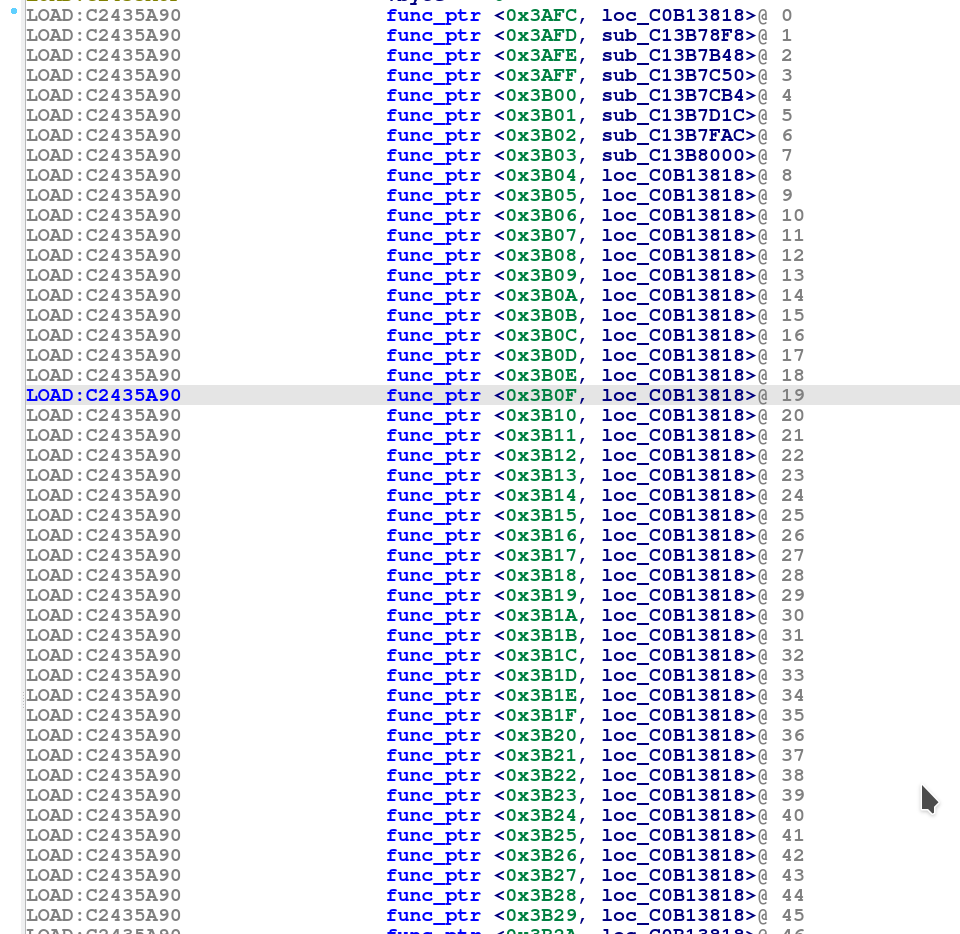 LOAD:C2435A90 func_ptr <0x3AFC, loc_C0B13818>@ 0
LOAD:C2435A90 func_ptr <0x3AFD, sub_C13B78F8>@ 1
LOAD:C2435A90 func_ptr <0x3AFE, sub_C13B7B48>@ 2
LOAD:C2435A90 func_ptr <0x3AFF, sub_C13B7C50>@ 3
LOAD:C2435A90 func_ptr <0x3B00, sub_C13B7CB4>@ 4
LOAD:C2435A90 func_ptr <0x3B01, sub_C13B7D1C>@ 5
LOAD:C2435A90 func_ptr <0x3B02, sub_C13B7FAC>@ 6
LOAD:C2435A90 func_ptr <0x3B03, sub_C13B8000>@ 7
LOAD:C2435A90 func_ptr <0x3B04, loc_C0B13818>@ 8
LOAD:C2435A90 func_ptr <0x3B05, loc_C0B13818>@ 9
LOAD:C2435A90 func_ptr <0x3B06, loc_C0B13818>@ 10
LOAD:C2435A90 func_ptr <0x3B07, loc_C0B13818>@ 11
LOAD:C2435A90 func_ptr <0x3B08, loc_C0B13818>@ 12
LOAD:C2435A90 func_ptr <0x3B09, loc_C0B13818>@ 13
LOAD:C2435A90 func_ptr <0x3B0A, loc_C0B13818>@ 14
LOAD:C2435A90 func_ptr <0x3B0B, loc_C0B13818>@ 15
LOAD:C2435A90 func_ptr <0x3B0C, loc_C0B13818>@ 16
LOAD:C2435A90 func_ptr <0x3B0D, loc_C0B13818>@ 17
LOAD:C2435A90 func_ptr <0x3B0E, loc_C0B13818>@ 18
LOAD:C2435A90 func_ptr <0x3B0F, loc_C0B13818>@ 19
LOAD:C2435A90 func_ptr <0x3B10, loc_C0B13818>@ 20
LOAD:C2435A90 func_ptr <0x3B11, loc_C0B13818>@ 21
LOAD:C2435A90 func_ptr <0x3B12, loc_C0B13818>@ 22
LOAD:C2435A90 func_ptr <0x3B13, loc_C0B13818>@ 23
LOAD:C2435A90 func_ptr <0x3B14, loc_C0B13818>@ 24
LOAD:C2435A90 func_ptr <0x3B15, loc_C0B13818>@ 25
LOAD:C2435A90 func_ptr <0x3B16, loc_C0B13818>@ 26
LOAD:C2435A90 func_ptr <0x3B17, loc_C0B13818>@ 27
LOAD:C2435A90 func_ptr <0x3B18, loc_C0B13818>@ 28
LOAD:C2435A90 func_ptr <0x3B19, loc_C0B13818>@ 29
LOAD:C2435A90 func_ptr <0x3B1A, loc_C0B13818>@ 30
LOAD:C2435A90 func_ptr <0x3B1B, loc_C0B13818>@ 31
LOAD:C2435A90 func_ptr <0x3B1C, loc_C0B13818>@ 32
LOAD:C2435A90 func_ptr <0x3B1D, loc_C0B13818>@ 33
LOAD:C2435A90 func_ptr <0x3B1E, loc_C0B13818>@ 34
LOAD:C2435A90 func_ptr <0x3B1F, loc_C0B13818>@ 35
LOAD:C2435A90 func_ptr <0x3B20, loc_C0B13818>@ 36
LOAD:C2435A90 func_ptr <0x3B21, loc_C0B13818>@ 37
LOAD:C2435A90 func_ptr <0x3B22, loc_C0B13818>@ 38
LOAD:C2435A90 func_ptr <0x3B23, loc_C0B13818>@ 39
LOAD:C2435A90 func_ptr <0x3B24, loc_C0B13818>@ 40
LOAD:C2435A90 func_ptr <0x3B25, loc_C0B13818>@ 41
LOAD:C2435A90 func_ptr <0x3B26, loc_C0B13818>@ 42
LOAD:C2435A90 func_ptr <0x3B27, loc_C0B13818>@ 43
LOAD:C2435A90 func_ptr <0x3B28, loc_C0B13818>@ 44
LOAD:C2435A90 func_ptr <0x3B29, loc_C0B13818>@ 45